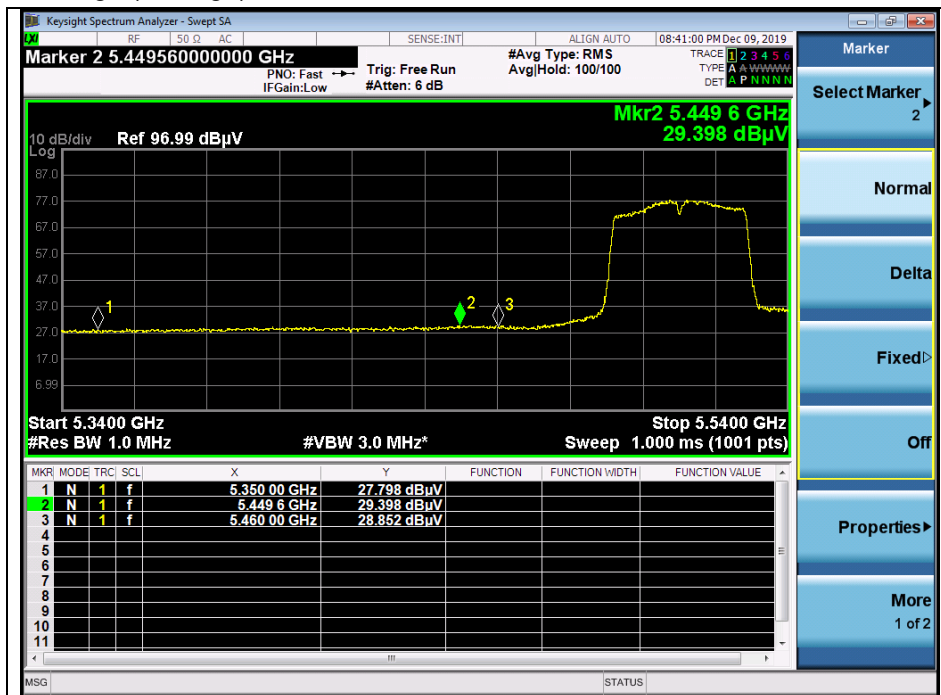 Keysight Spectrum Analyzer - Swept SA
LXI RF 50 Ω AC SENSE:INT ALIGN AUTO 08:41:00 PM Dec 09, 2019
Marker 2 5.449560000000 GHz
PNO: Fast
IFGain:Low
Trig: Free Run
#Atten: 6 dB
#Avg Type: RMS
Avg|Hold: 100/100
TRACE 1 2 3 4 5 6
TYPE A A W W W W
DET A P N N N N
Mkr2 5.449 6 GHz
29.398 dBµV
10 dB/div Ref 96.99 dBµV
Log
87.0
77.0
67.0
57.0
47.0
37.0
27.0
17.0
6.99
1
2
3
Start 5.3400 GHz Stop 5.5400 GHz
#Res BW 1.0 MHz #VBW 3.0 MHz* Sweep 1.000 ms (1001 pts)
MKR MODE TRC SCL X Y FUNCTION FUNCTION WIDTH FUNCTION VALUE
1 N 1 f 5.350 00 GHz 27.798 dBµV
2 N 1 f 5.449 6 GHz 29.398 dBµV
3 N 1 f 5.460 00 GHz 28.852 dBµV
4
5
6
7
8
9
10
11
MSG STATUS
Marker
Select Marker
2
Normal
Delta
Fixed
Off
Properties
More
1 of 2